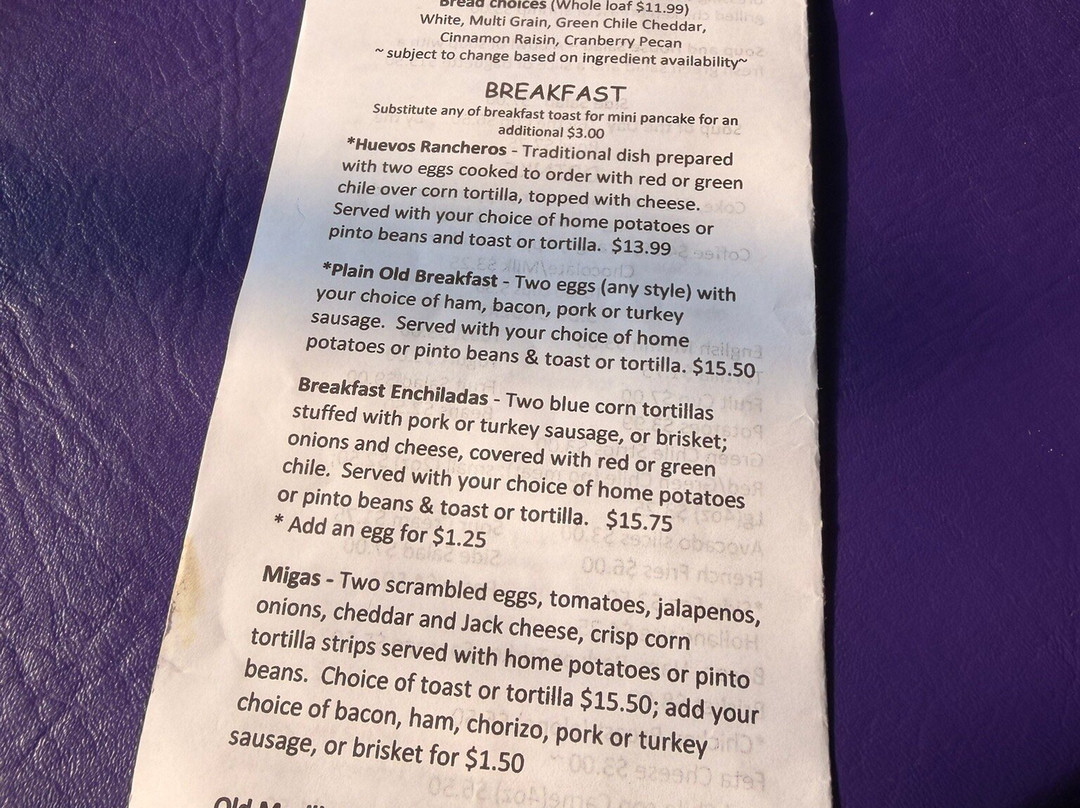 Bread choices (Whole loaf $11.99)
White, Multi Grain, Green Chile Cheddar,
Cinnamon Raisin, Cranberry Pecan
~ subject to change based on ingredient availability~
BREAKFAST
Substitute any of breakfast toast for mini pancake for an
additional $3.00
*Huevos Rancheros - Traditional dish prepared
with two eggs cooked to order with red or green
chile over corn tortilla, topped with cheese.
Served with your choice of home potatoes or
pinto beans and toast or tortilla. $13.99
*Plain Old Breakfast - Two eggs (any style) with
your choice of ham, bacon, pork or turkey
sausage. Served with your choice of home
potatoes or pinto beans & toast or tortilla. $15.50
Breakfast Enchiladas - Two blue corn tortillas
stuffed with pork or turkey sausage, or brisket;
onions and cheese, covered with red or green
chile. Served with your choice of home potatoes
or pinto beans & toast or tortilla. $15.75
* Add an egg for $1.25
Migas - Two scrambled eggs, tomatoes, jalapenos,
onions, cheddar and Jack cheese, crisp corn
tortilla strips served with home potatoes or pinto
beans. Choice of toast or tortilla $15.50; add your
choice of bacon, ham, chorizo, pork or turkey
sausage, or brisket for $1.50
Old